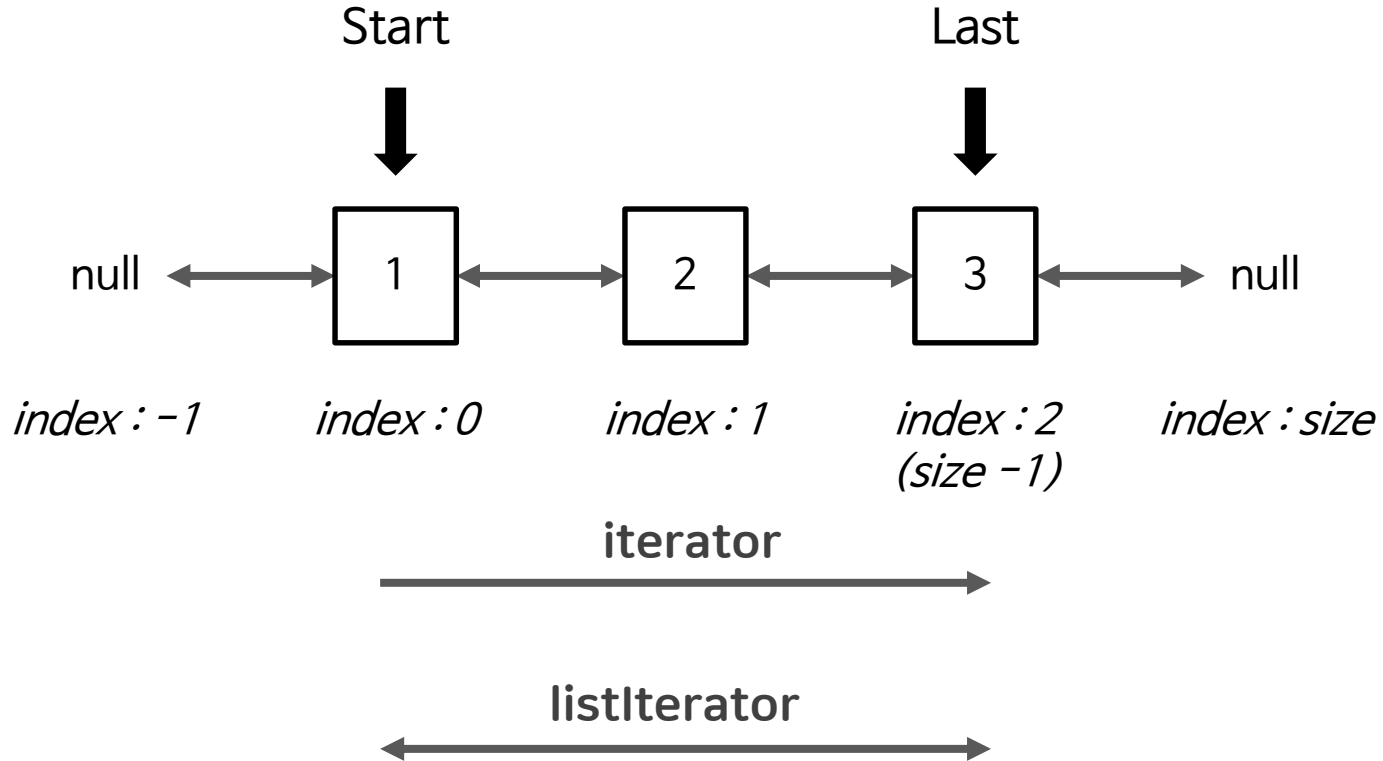 Start
Last
null
1
2
3
null
index : -1
index : 0
index : 1
index : 2
(size -1)
index : size
iterator
listIterator